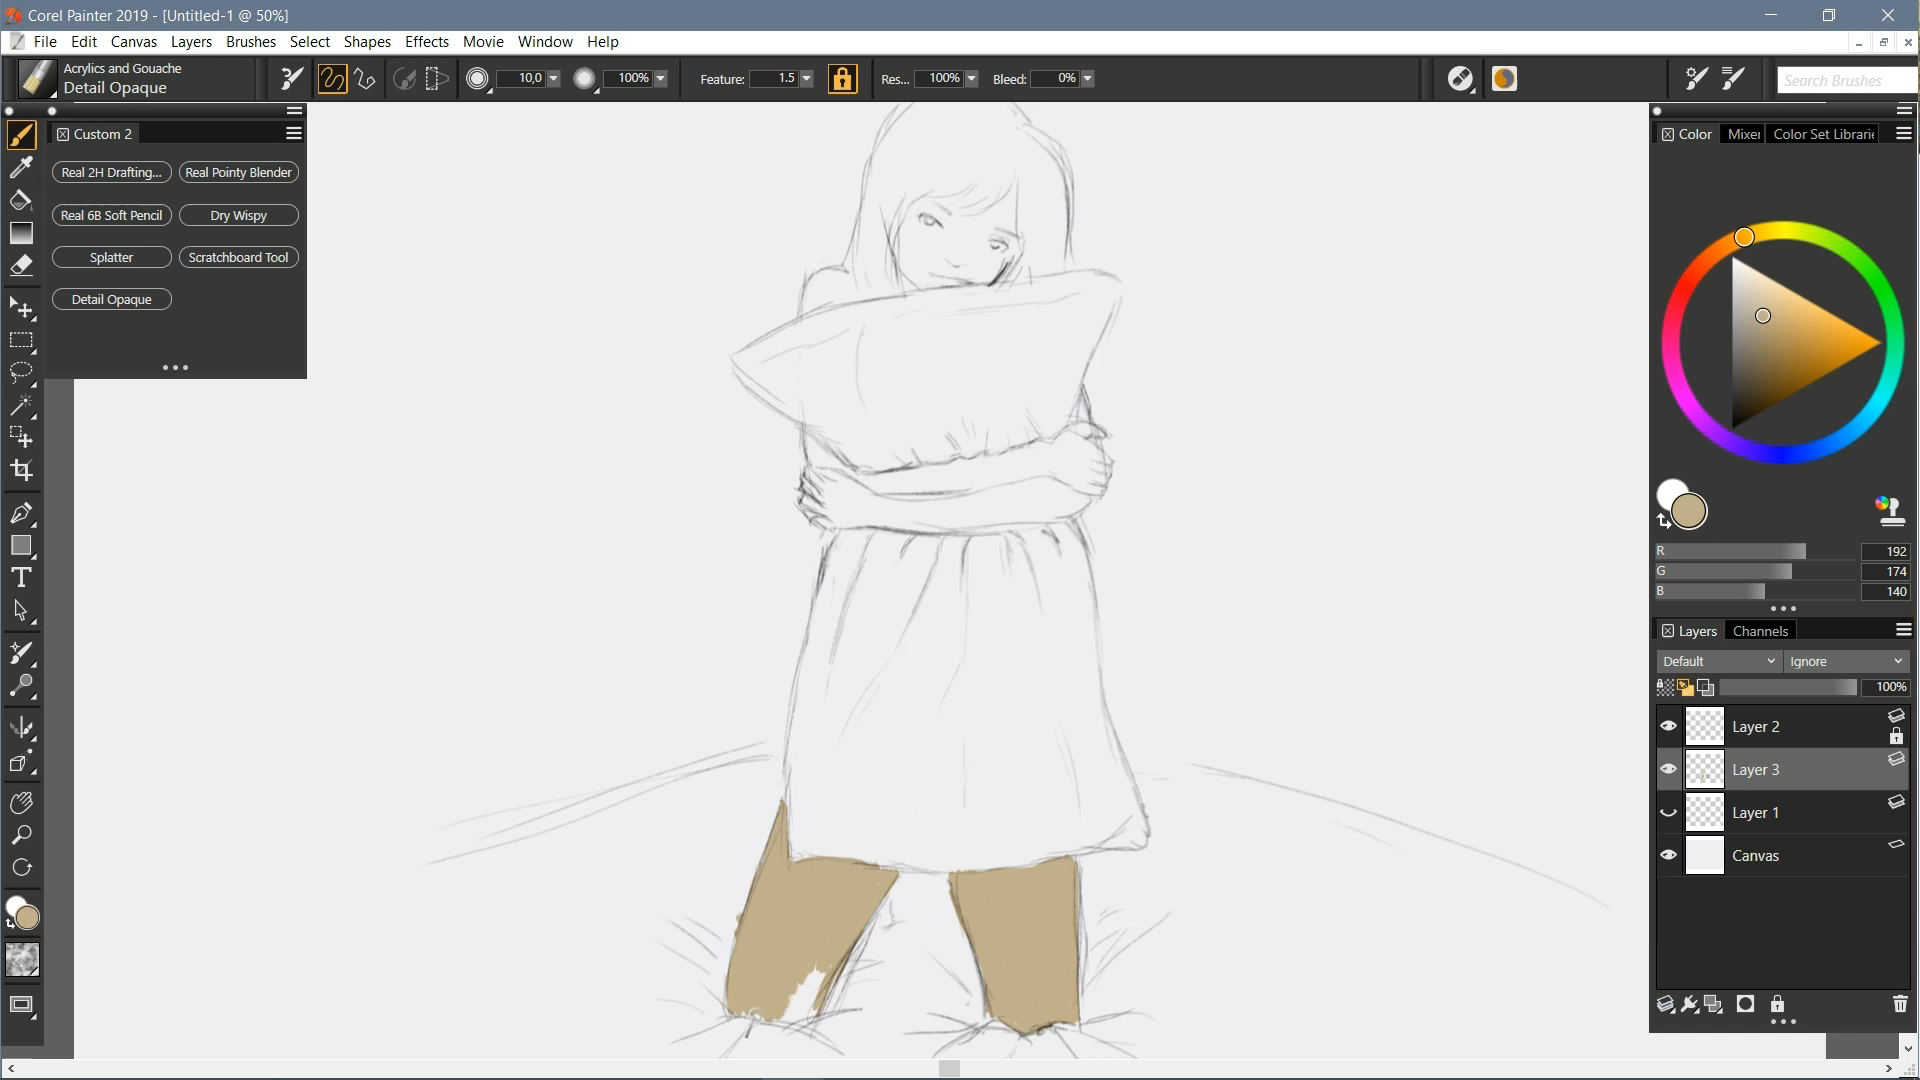 Corel Painter 2019 - [Untitled-1 @ 50%]
File Edit Canvas Layers Brushes Select Shapes Effects Movie Window Help
Acrylics and Gouache
Detail Opaque
10,0 100% Feature: 1.5 Res... 100% Bleed: 0% Search Brushes
Custom 2
Real 2H Drafting... Real Pointy Blender
Real 6B Soft Pencil Dry Wispy
Splatter Scratchboard Tool
Detail Opaque
Color Mixer Color Set Librarie
R 192
G 174
B 140
Layers Channels
Default Ignore
100%
Layer 2
Layer 3
Layer 1
Canvas